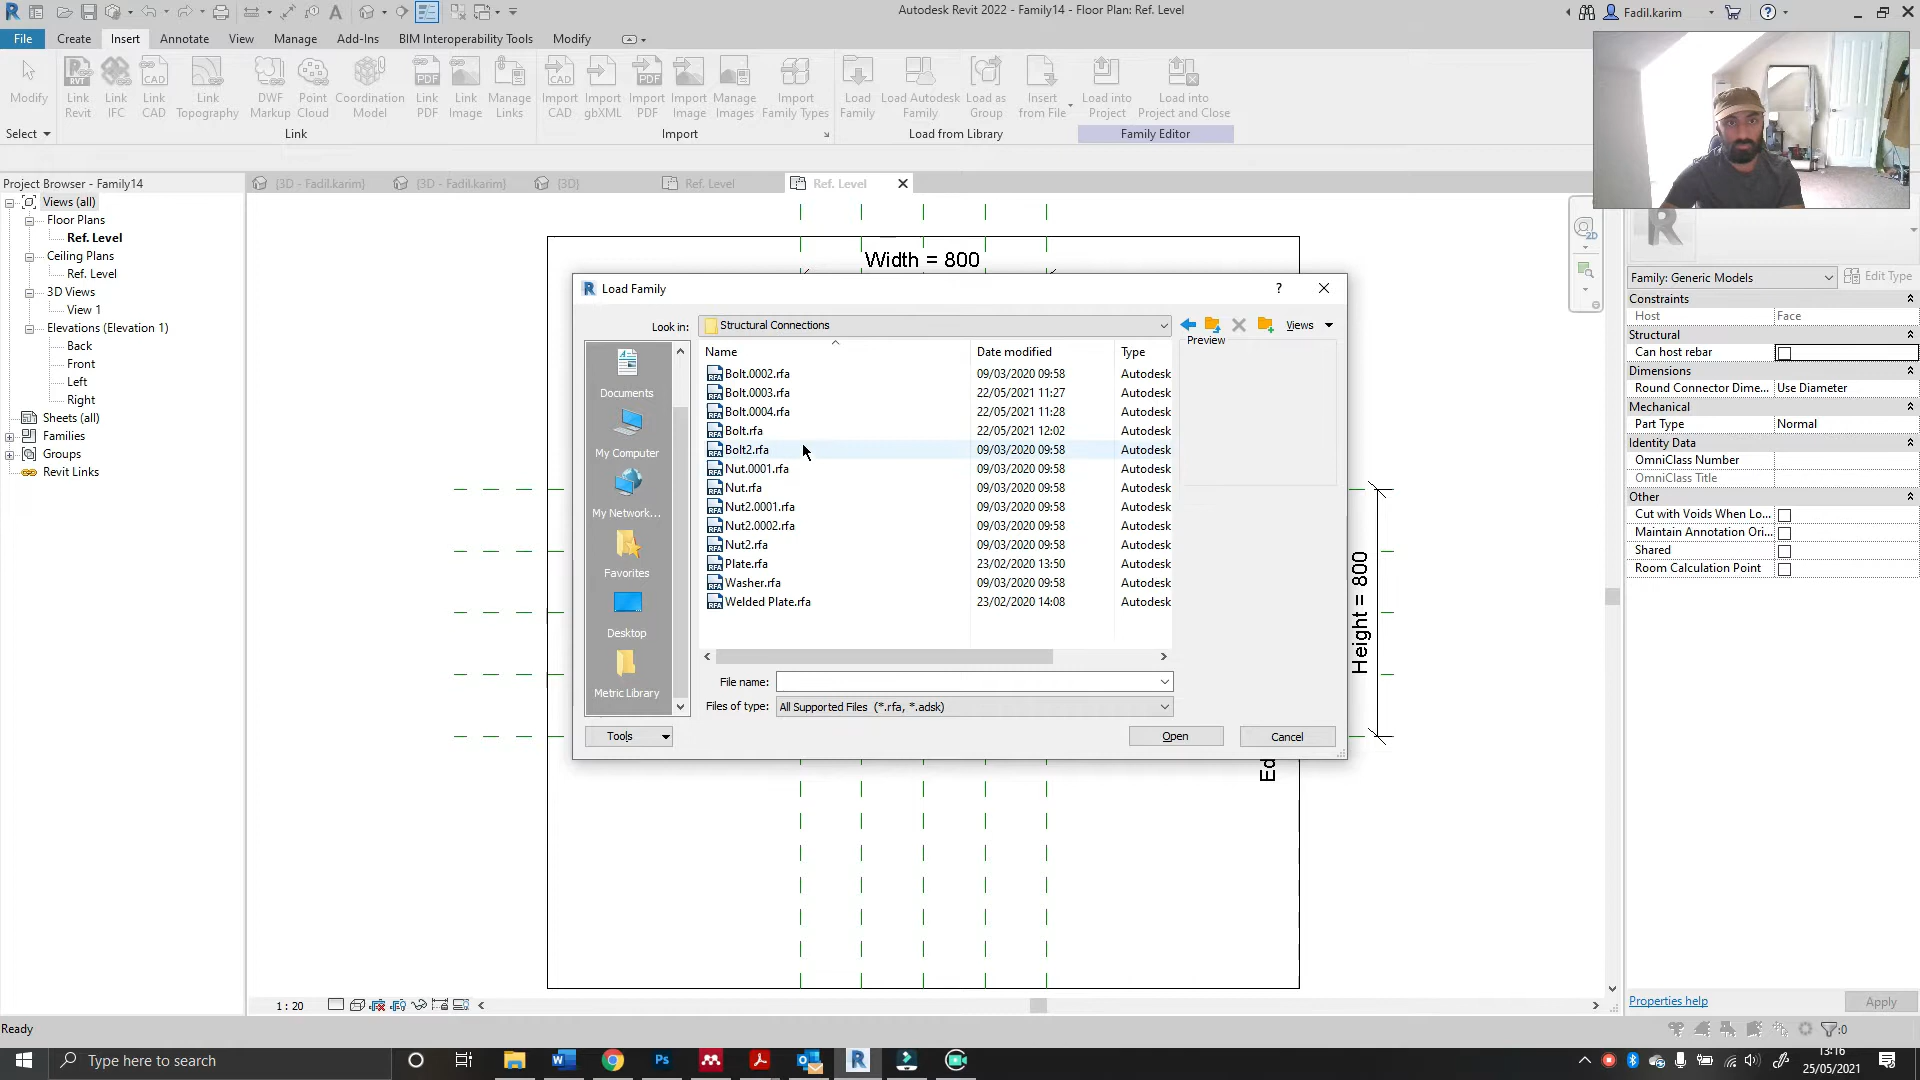 Autodesk Revit 2022 - Family14 - Floor Plan: Ref. Level
Fadil.karim
File Create Insert Annotate View Manage Add-Ins BIM Interoperability Tools Modify
Modify
Link Revit
Link IFC
Link CAD
Link Topography
DWF Markup
Point Cloud
Coordination Model
Link PDF
Link Image
Manage Links
Import CAD
Import gbXML
Import PDF
Import Image
Manage Images
Import Family Types
Load Family
Load Autodesk Family
Load as Group
Insert from File
Load into Project
Load into Project and Close
Select Link Import Load from Library Family Editor
Project Browser - Family14
{3D - Fadil.karim} {3D - Fadil.karim} {3D} Ref. Level Ref. Level
Views (all)
Floor Plans
Ref. Level
Ceiling Plans
Ref. Level
3D Views
View 1
Elevations (Elevation 1)
Back
Front
Left
Right
Sheets (all)
Families
Groups
Revit Links
Width = 800
Height = 800
Ed
Load Family
Look in: Structural Connections Views
Name Date modified Type Preview
Bolt.0002.rfa 09/03/2020 09:58 Autodesk
Bolt.0003.rfa 22/05/2021 11:27 Autodesk
Bolt.0004.rfa 22/05/2021 11:28 Autodesk
Bolt.rfa 22/05/2021 12:02 Autodesk
Bolt2.rfa 09/03/2020 09:58 Autodesk
Nut.0001.rfa 09/03/2020 09:58 Autodesk
Nut.rfa 09/03/2020 09:58 Autodesk
Nut2.0001.rfa 09/03/2020 09:58 Autodesk
Nut2.0002.rfa 09/03/2020 09:58 Autodesk
Nut2.rfa 09/03/2020 09:58 Autodesk
Plate.rfa 23/02/2020 13:50 Autodesk
Washer.rfa 09/03/2020 09:58 Autodesk
Welded Plate.rfa 23/02/2020 14:08 Autodesk
Documents
My Computer
My Network...
Favorites
Desktop
Metric Library
File name:
Files of type: All Supported Files (*.rfa, *.adsk)
Tools Open Cancel
2D
Family: Generic Models Edit Type
Constraints
Host Face
Structural
Can host rebar
Dimensions
Round Connector Dime... Use Diameter
Mechanical
Part Type Normal
Identity Data
OmniClass Number
OmniClass Title
Other
Cut with Voids When Lo...
Maintain Annotation Ori...
Shared
Room Calculation Point
Properties help Apply
1 : 20
Ready
:0
Type here to search
13:16
25/05/2021